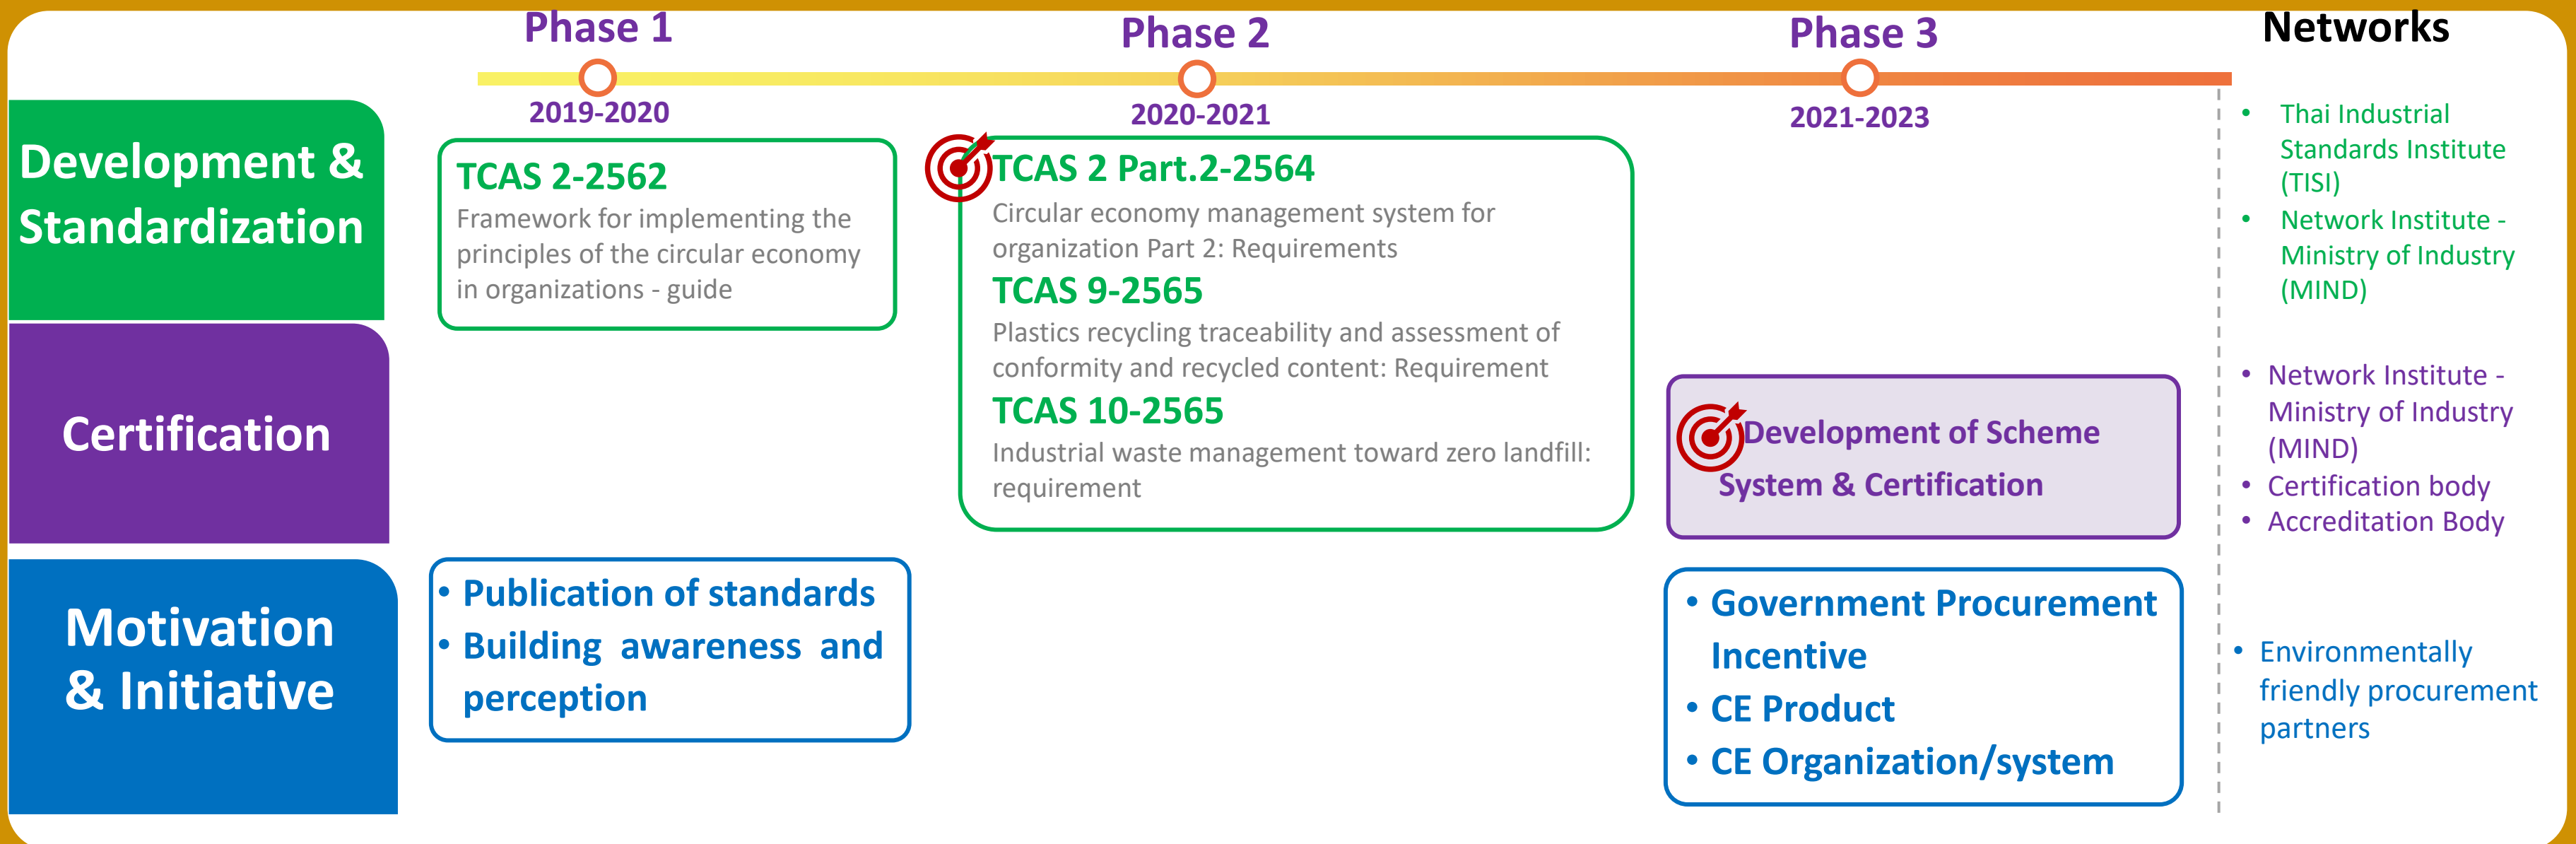 Phase 1
Phase 2
Phase 3
Networks
2019-2020
2020-2021
2021-2023
Development &
Standardization
TCAS 2-2562
Framework for implementing the
principles of the circular economy
in organizations - guide
TCAS 2 Part.2-2564
Circular economy management system for
organization Part 2: Requirements
TCAS 9-2565
Plastics recycling traceability and assessment of
conformity and recycled content: Requirement
TCAS 10-2565
Industrial waste management toward zero landfill:
requirement
• Thai Industrial
Standards Institute
(TISI)
• Network Institute -
Ministry of Industry
(MIND)
Certification
Development of Scheme
System & Certification
• Network Institute -
Ministry of Industry
(MIND)
• Certification body
• Accreditation Body
Motivation
& Initiative
• Publication of standards
• Building awareness and
perception
• Government Procurement
Incentive
• CE Product
• CE Organization/system
• Environmentally
friendly procurement
partners